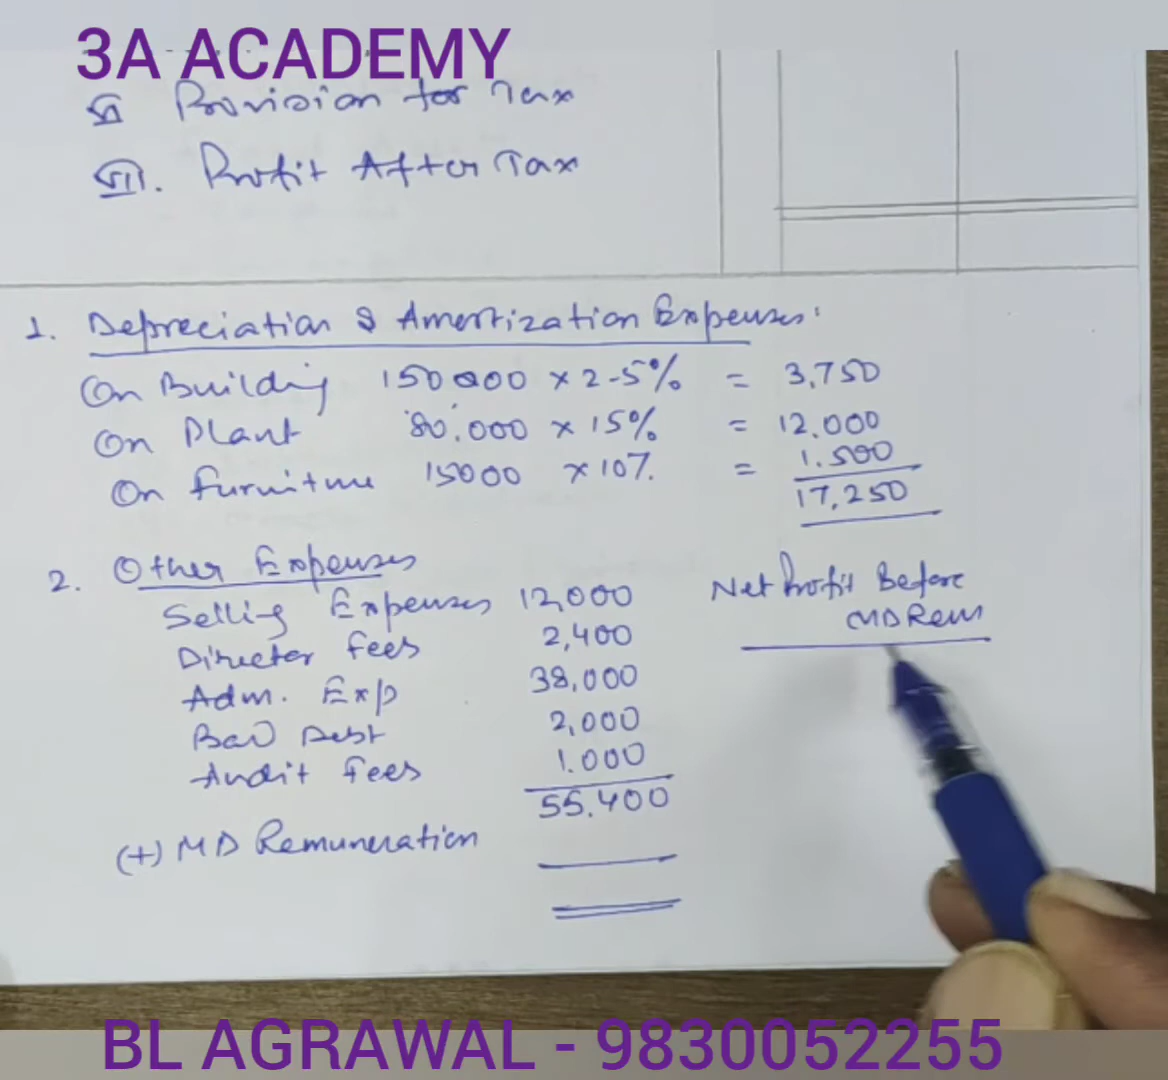 3A ACADEMY
II Provision for Tax
III. Profit After Tax
1. Depreciation & Amortization Expenses:
On Building 150000 x 2.5% = 3,750
On Plant 80,000 x 15% = 12,000
On Furniture 15000 x 10% = 1,500
17,250
2. Other Expenses
Selling Expenses 12,000
Director Fees 2,400
Adm. Exp 38,000
Bad Debt 2,000
Audit Fees 1,000
55,400
(+) MD Remuneration
Net Profit Before
MD Rem
BL AGRAWAL - 9830052255